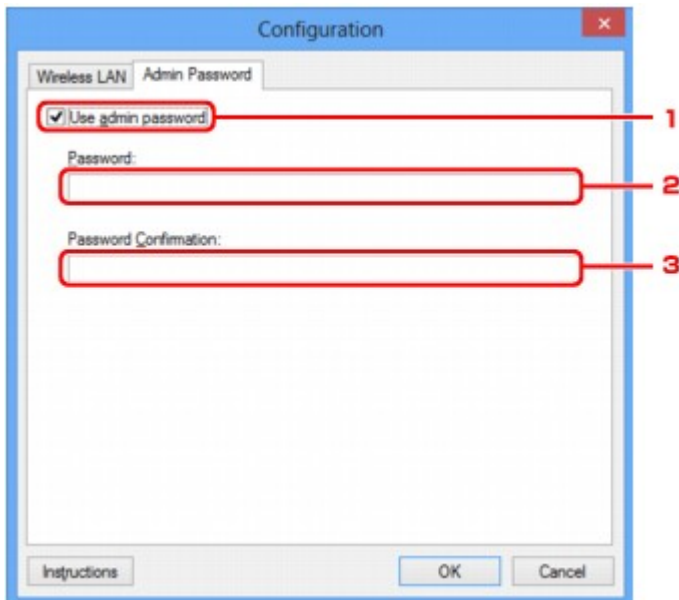 Configuration
Wireless LAN
Admin Password
Use admin password
1
Password:
2
Password Confirmation:
3
Instructions
OK
Cancel